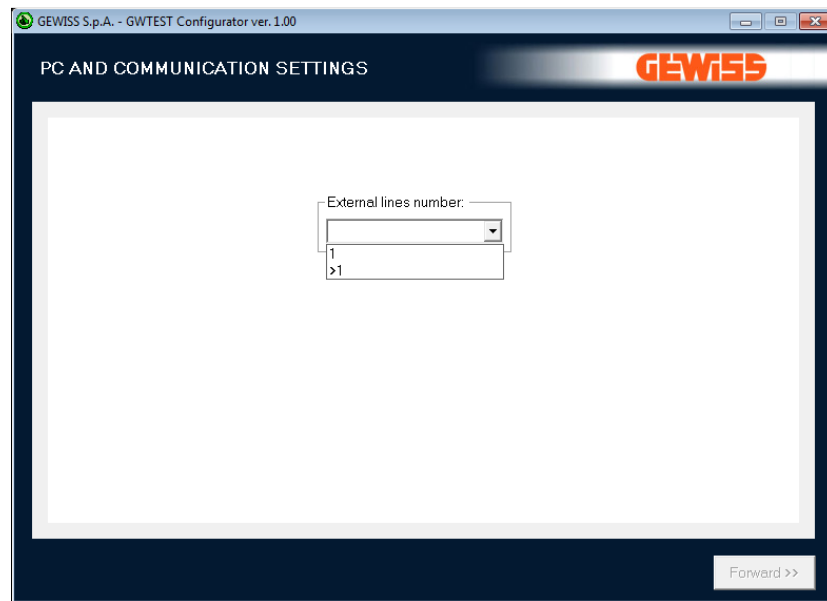 GEWISS S.p.A. - GWTEST Configurator ver. 1.00
PC AND COMMUNICATION SETTINGS
GEWiSS
External lines number:
1
>1
Forward >>